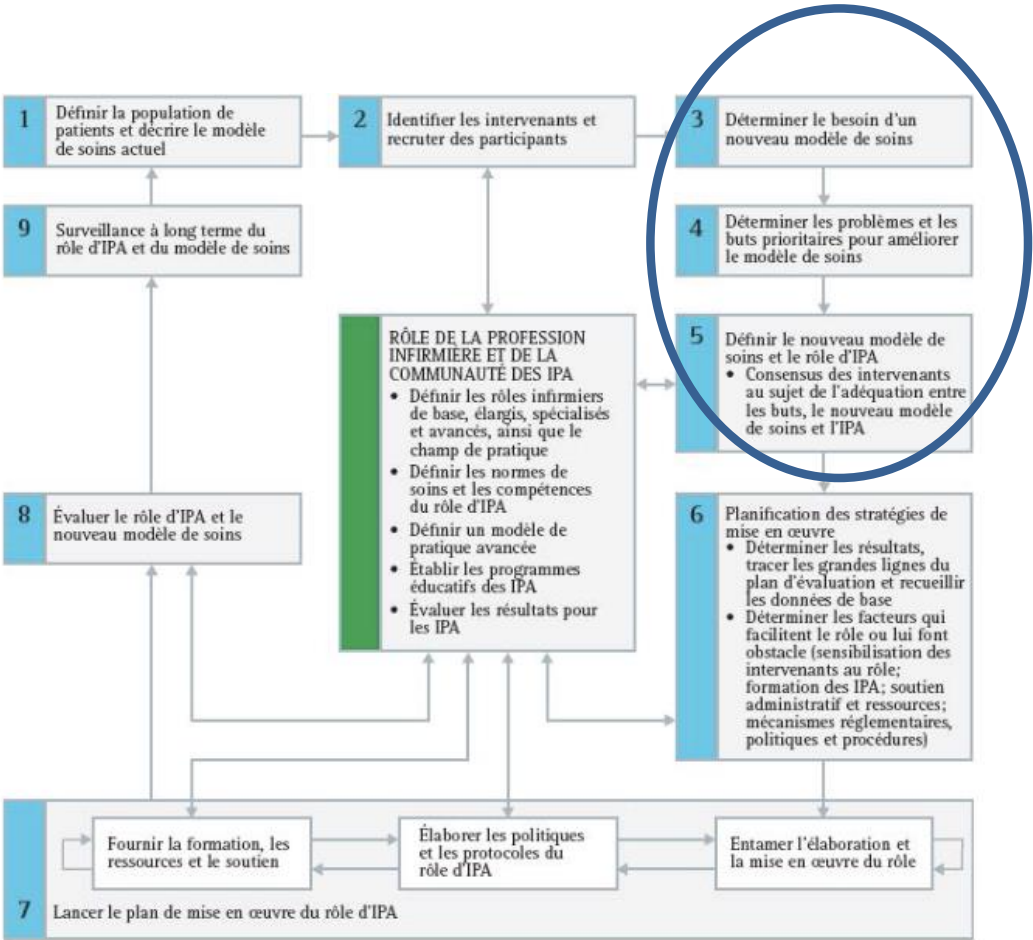 1
Définir la population de
patients et décrire le modèle
de soins actuel
2
Identifier les intervenants et
recruter des participants
3
Déterminer le besoin d'un
nouveau modèle de soins
9
Surveillance à long terme du
rôle d'IPA et du modèle de soins
4
Déterminer les problèmes et les
buts prioritaires pour améliorer
le modèle de soins
RÔLE DE LA PROFESSION
INFIRMIÈRE ET DE LA
COMMUNAUTÉ DES IPA
• Définir les rôles infirmiers
de base, élargis, spécialisés
et avancés, ainsi que le
champ de pratique
• Définir les normes de
soins et les compétences
du rôle d'IPA
• Définir un modèle de
pratique avancée
• Établir les programmes
éducatifs des IPA
• Évaluer les résultats pour
les IPA
5
Définir le nouveau modèle de
soins et le rôle d'IPA
• Consensus des intervenants
au sujet de l'adéquation entre
les buts, le nouveau modèle
de soins et l'IPA
8
Évaluer le rôle d'IPA et le
nouveau modèle de soins
6
Planification des stratégies de
mise en œuvre
• Déterminer les résultats,
tracer les grandes lignes du
plan d'évaluation et recueillir
les données de base
• Déterminer les facteurs qui
facilitent le rôle ou lui font
obstacle (sensibilisation des
intervenants au rôle;
formation des IPA; soutien
administratif et ressources;
mécanismes réglementaires,
politiques et procédures)
Fournir la formation, les
ressources et le soutien
Élaborer les politiques
et les protocoles du
rôle d'IPA
Entamer l'élaboration et
la mise en œuvre du rôle
7
Lancer le plan de mise en œuvre du rôle d'IPA